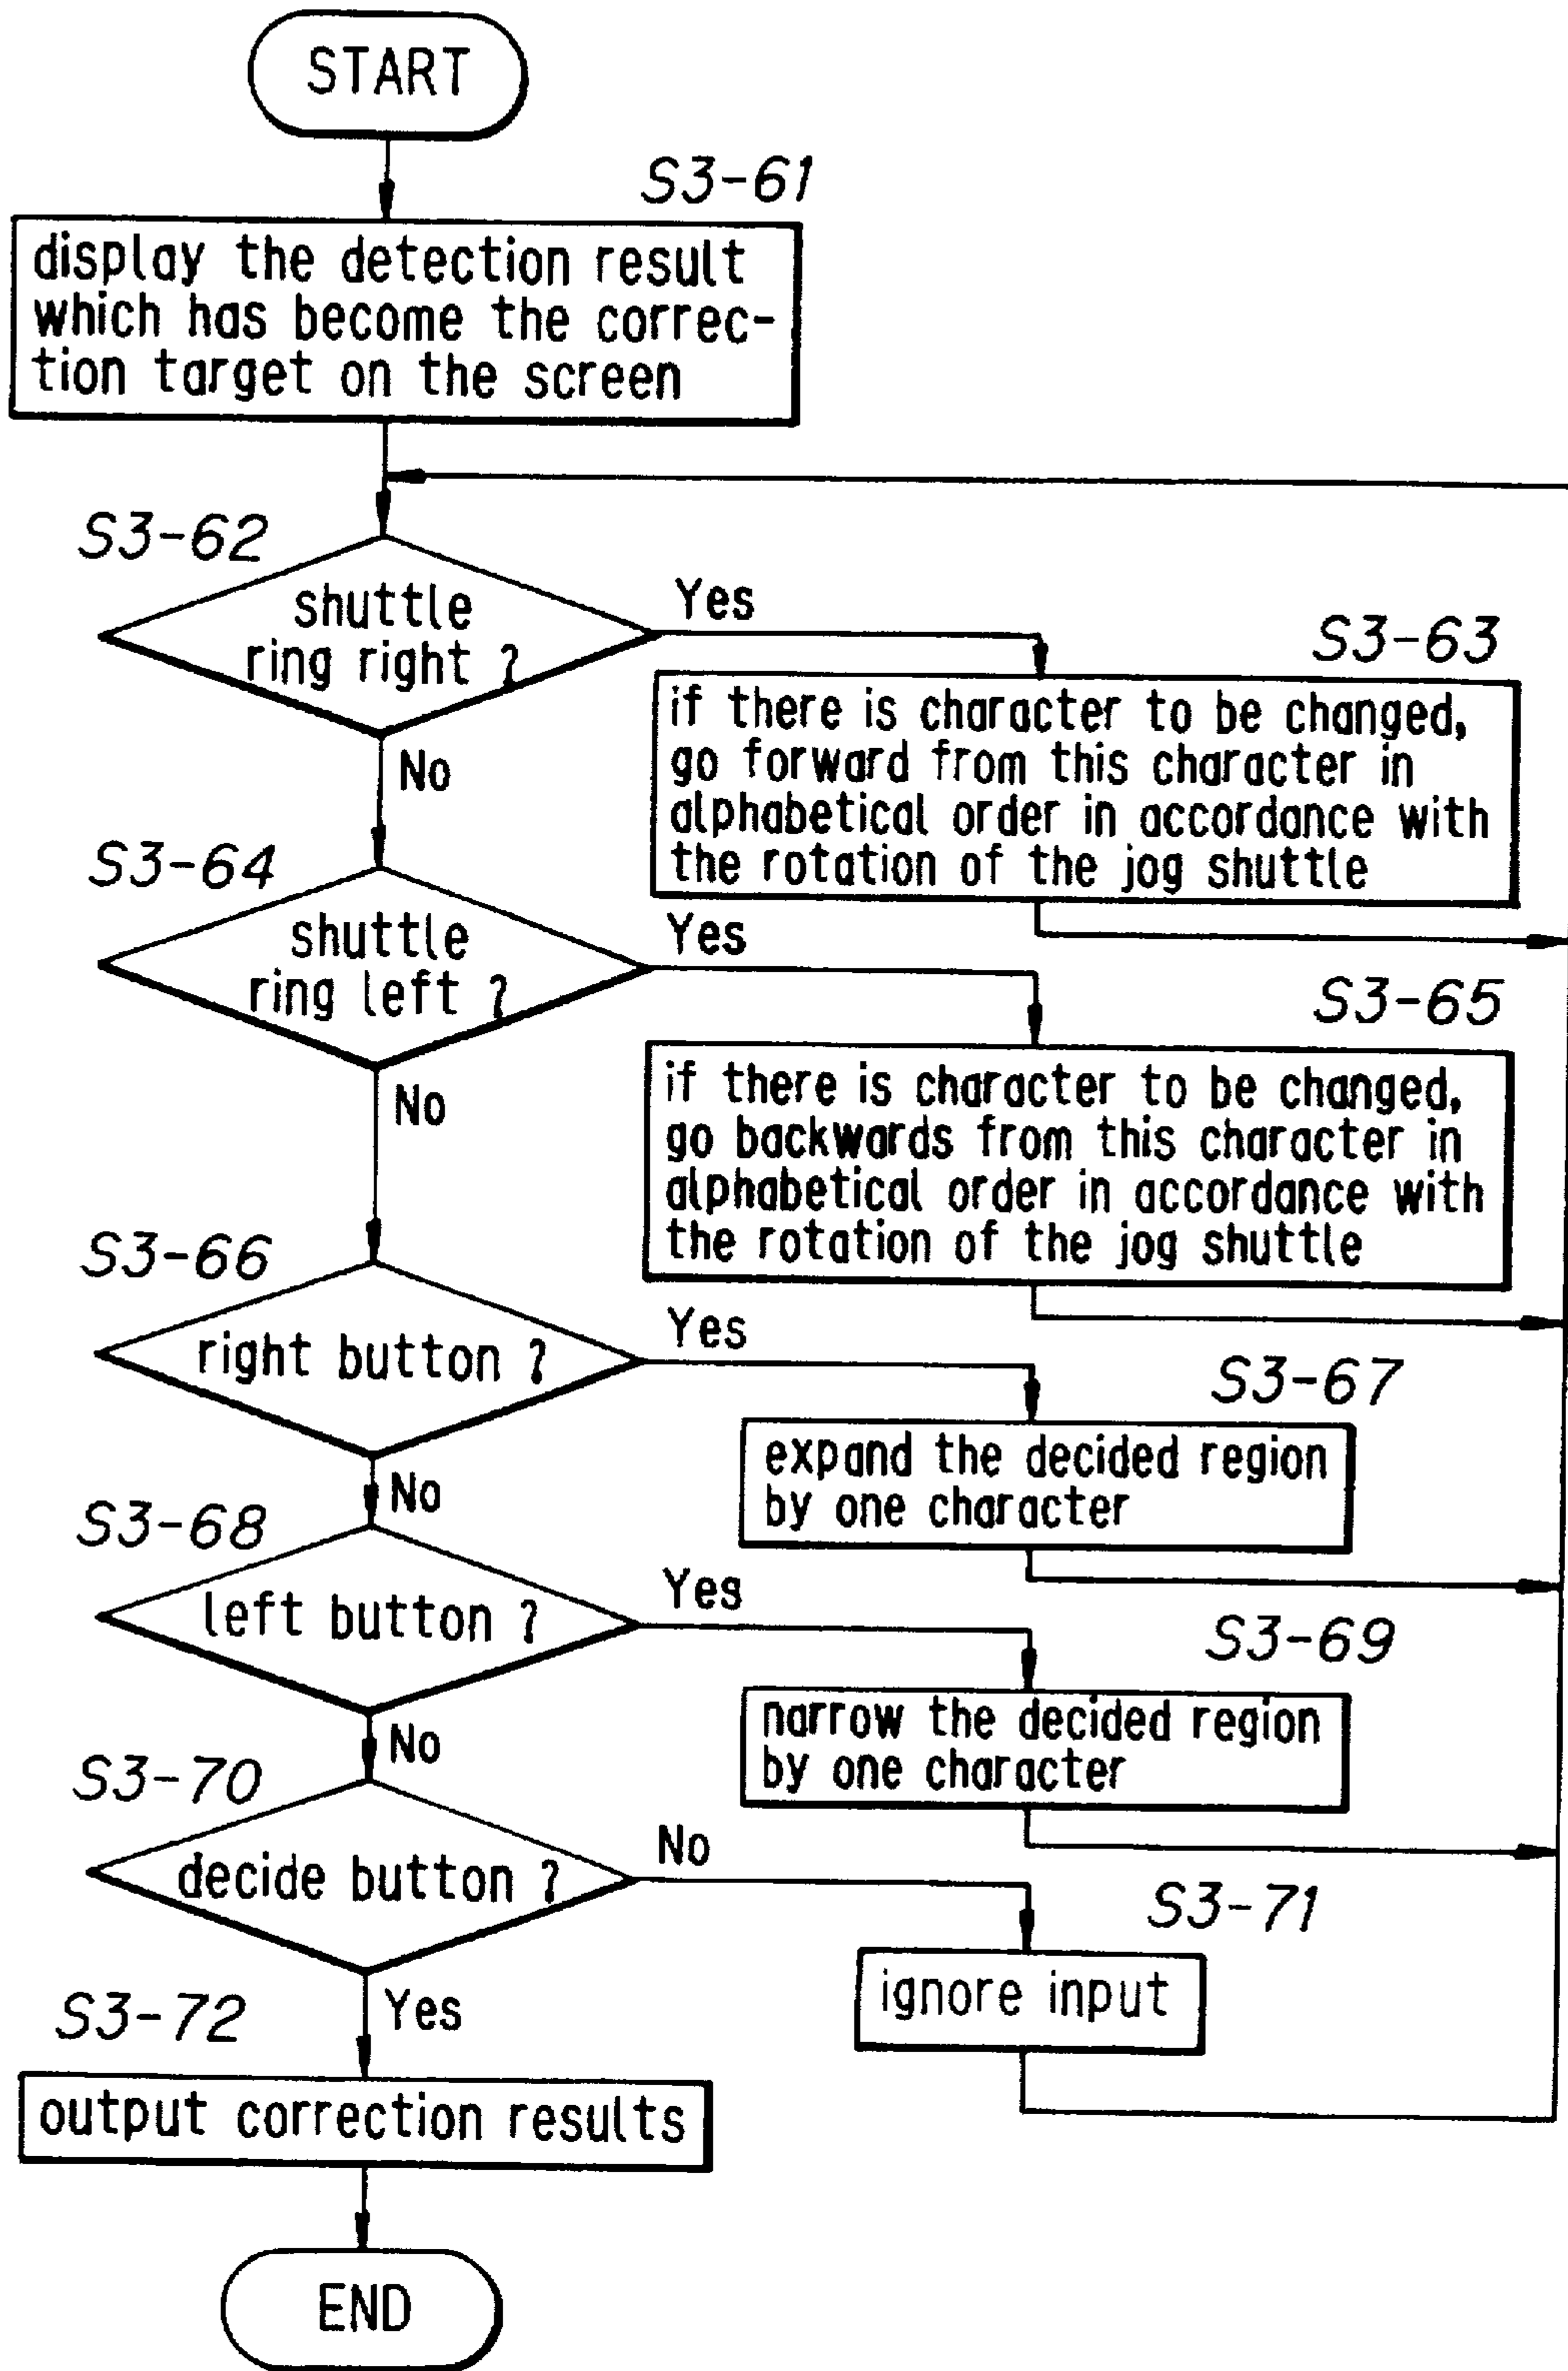 START
S3-61
display the detection result
which has become the correc-
tion target on the screen
S3-62
shuttle
ring right ?
Yes
No
S3-63
if there is character to be changed,
go forward from this character in
alphabetical order in accordance with
the rotation of the jog shuttle
S3-64
shuttle
ring left ?
Yes
No
S3-65
if there is character to be changed,
go backwards from this character in
alphabetical order in accordance with
the rotation of the jog shuttle
S3-66
right button ?
Yes
No
S3-67
expand the decided region
by one character
S3-68
left button ?
Yes
No
S3-69
narrow the decided region
by one character
S3-70
decide button ?
No
Yes
S3-71
ignore input
S3-72
output correction results
END